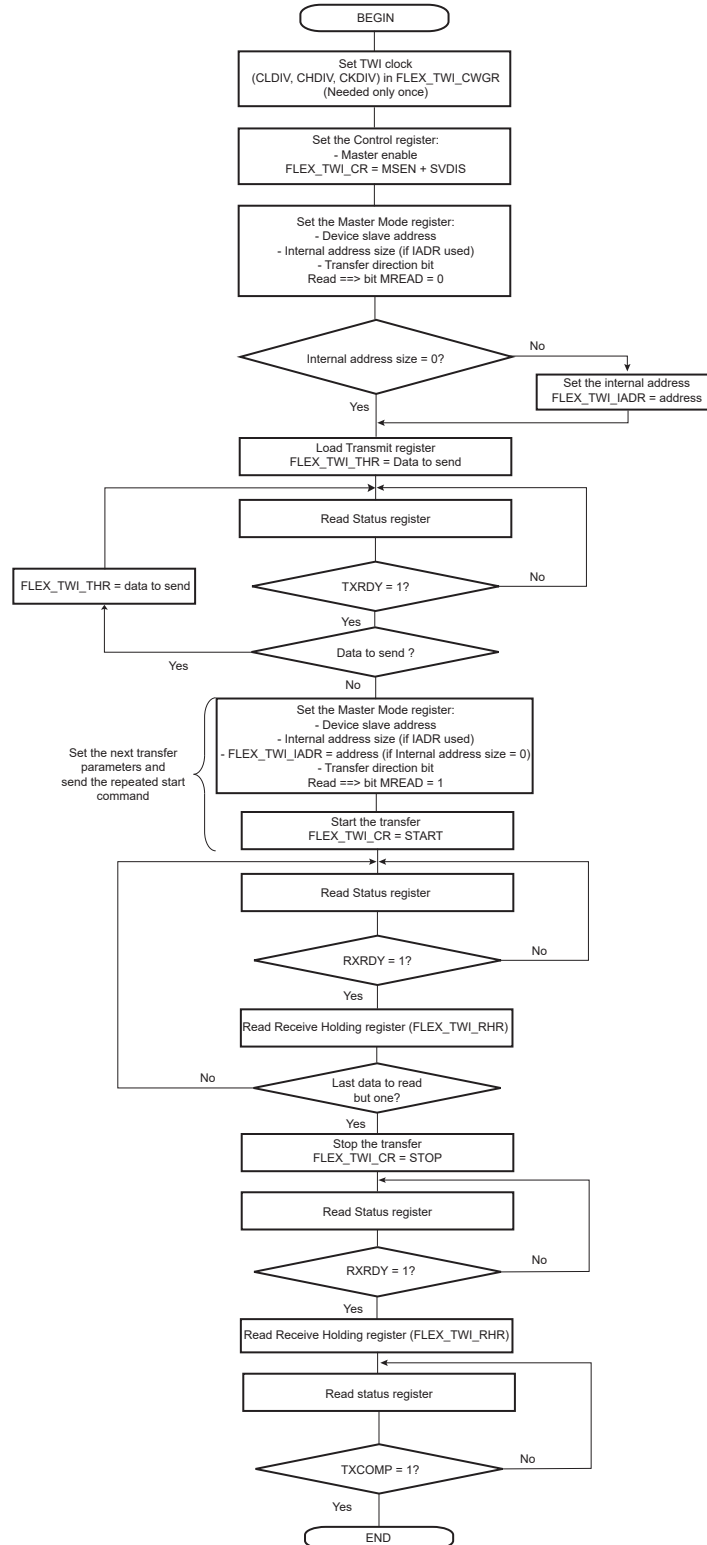 BEGIN
Set TWI clock
(CLDIV, CHDIV, CKDIV) in FLEX_TWI_CWGR
(Needed only once)
Set the Control register:
- Master enable
FLEX_TWI_CR = MSEN + SVDIS
Set the Master Mode register:
- Device slave address
- Internal address size (if IADR used)
- Transfer direction bit
Read ==> bit MREAD = 0
Internal address size = 0?
No
Set the internal address
FLEX_TWI_IADR = address
Yes
Load Transmit register
FLEX_TWI_THR = Data to send
Read Status register
FLEX_TWI_THR = data to send
TXRDY = 1?
No
Yes
Data to send ?
Yes
No
Set the Master Mode register:
- Device slave address
- Internal address size (if IADR used)
- FLEX_TWI_IADR = address (if Internal address size = 0)
- Transfer direction bit
Read ==> bit MREAD = 1
Set the next transfer
parameters and
send the repeated start
command
Start the transfer
FLEX_TWI_CR = START
Read Status register
RXRDY = 1?
No
Yes
Read Receive Holding register (FLEX_TWI_RHR)
No
Last data to read
but one?
Yes
Stop the transfer
FLEX_TWI_CR = STOP
Read Status register
RXRDY = 1?
No
Yes
Read Receive Holding register (FLEX_TWI_RHR)
Read status register
TXCOMP = 1?
No
Yes
END